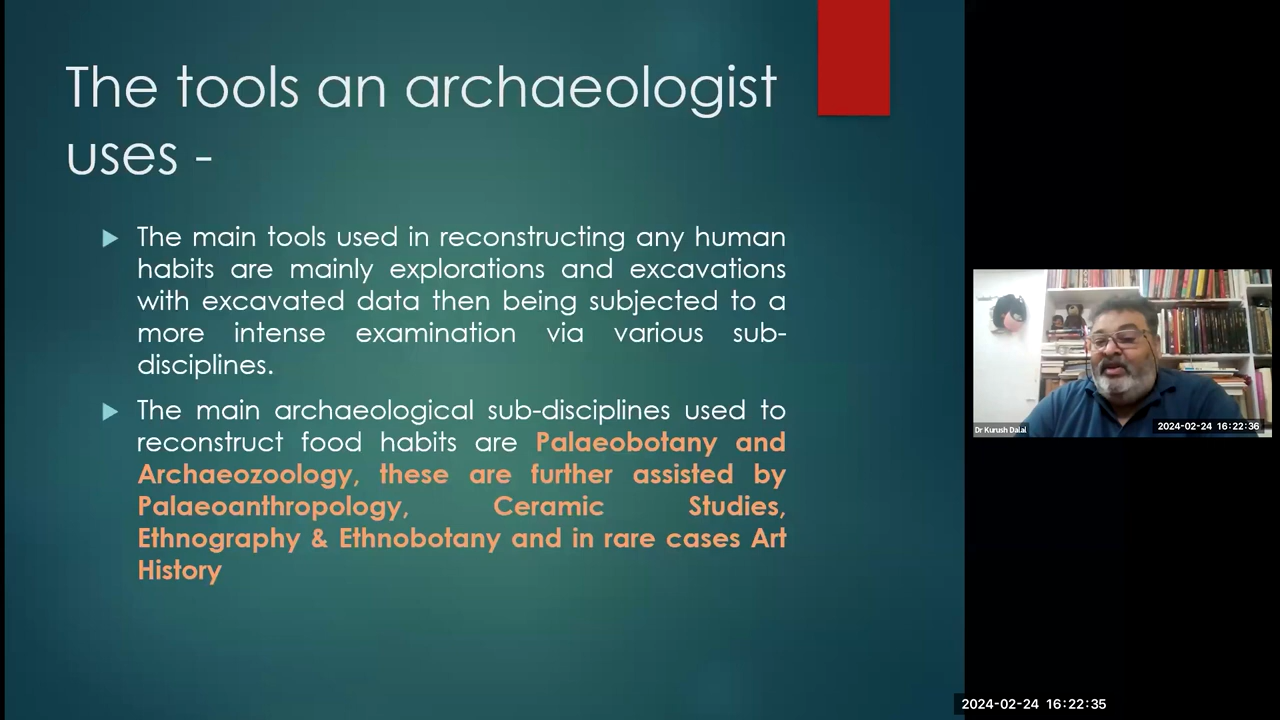 The tools an archaeologist
uses -
The main tools used in reconstructing any human
habits are mainly explorations and excavations
with excavated data then being subjected to a
more intense examination via various sub-
disciplines.
The main archaeological sub-disciplines used to
reconstruct food habits are Palaeobotany and
Archaeozoology, these are further assisted by
Palaeoanthropology, Ceramic Studies,
Ethnography & Ethnobotany and in rare cases Art
History
Dr Kurush Dalal
2024-02-24 16:22:36
2024-02-24 16:22:35